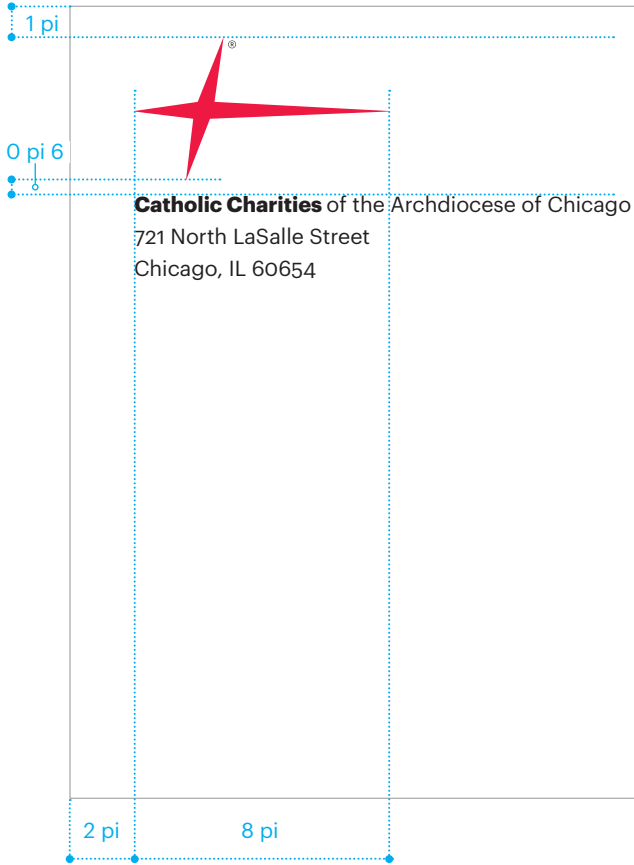 1 pi
®
0 pi 6
Catholic Charities of the Archdiocese of Chicago
721 North LaSalle Street
Chicago, IL 60654
2 pi 8 pi